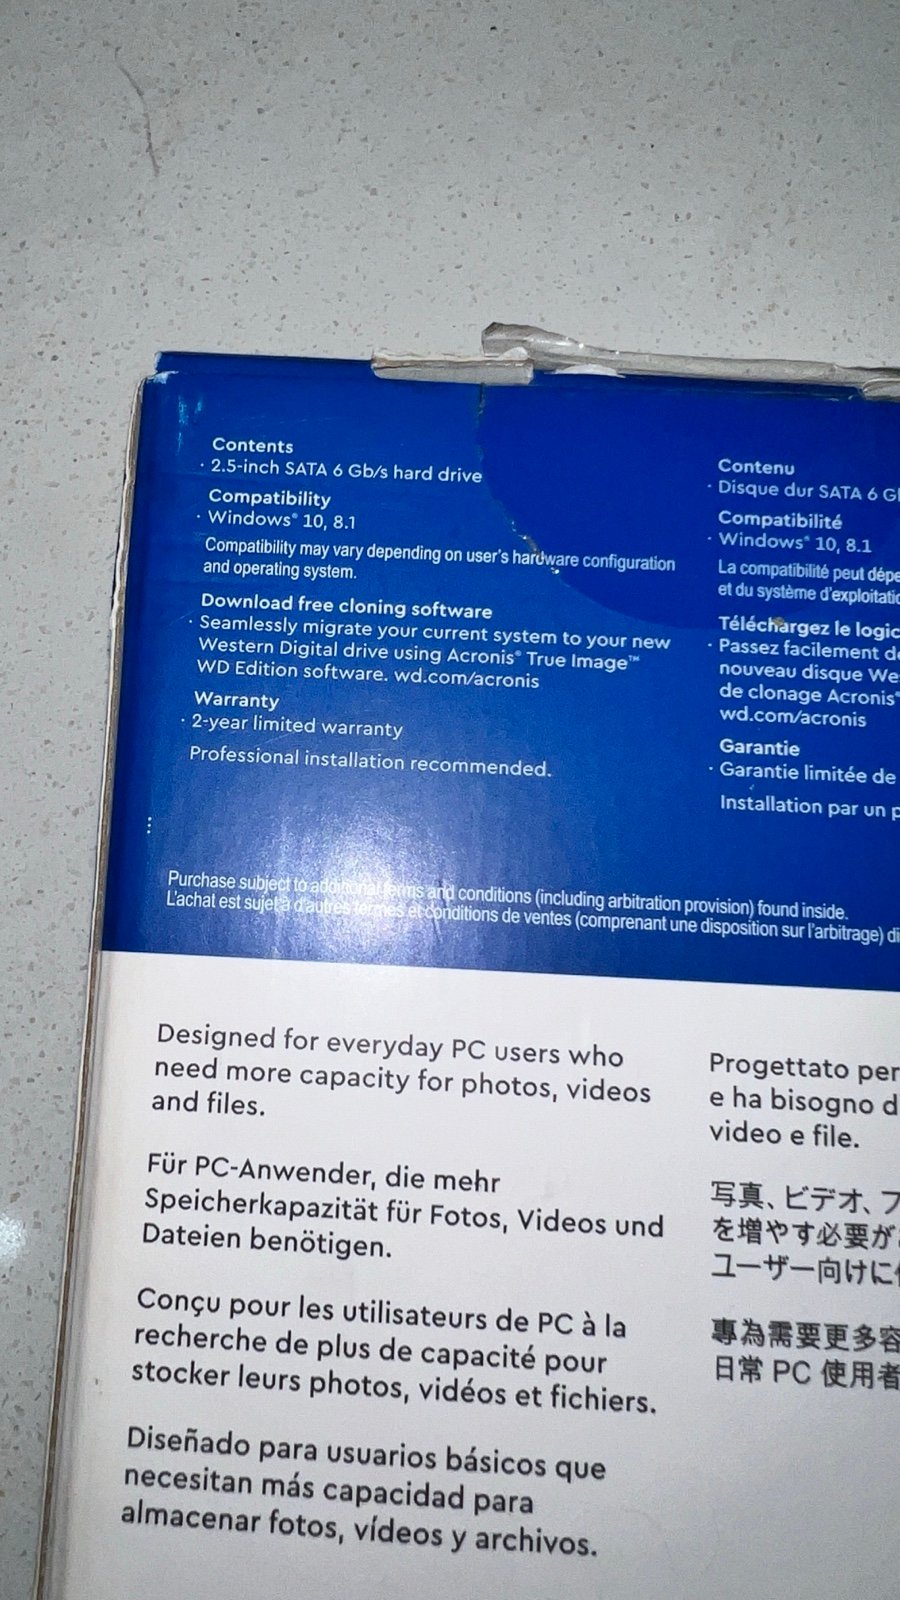 Contents
· 2.5-inch SATA 6 Gb/s hard drive
Compatibility
· Windows® 10, 8.1
Compatibility may vary depending on user's hardware configuration
and operating system.
Download free cloning software
· Seamlessly migrate your current system to your new
Western Digital drive using Acronis® True Image™
WD Edition software. wd.com/acronis
Warranty
· 2-year limited warranty
Professional installation recommended.
Contenu
· Disque dur SATA 6 G
Compatibilité
· Windows® 10, 8.1
La compatibilité peut dépe
et du système d'exploitatio
Téléchargez le logic
· Passez facilement de
nouveau disque We
de clonage Acronis®
wd.com/acronis
Garantie
· Garantie limitée de
Installation par un p
Purchase subject to additional terms and conditions (including arbitration provision) found inside.
L'achat est sujet à d'autres termes et conditions de ventes (comprenant une disposition sur l'arbitrage) di
Designed for everyday PC users who
need more capacity for photos, videos
and files.
Für PC-Anwender, die mehr
Speicherkapazität für Fotos, Videos und
Dateien benötigen.
Conçu pour les utilisateurs de PC à la
recherche de plus de capacité pour
stocker leurs photos, vidéos et fichiers.
Diseñado para usuarios básicos que
necesitan más capacidad para
almacenar fotos, vídeos y archivos.
Progettato per
e ha bisogno d
video e file.
写真、ビデオ、フ
を増やす必要が
ユーザー向けに
專為需要更多容
日常 PC 使用者